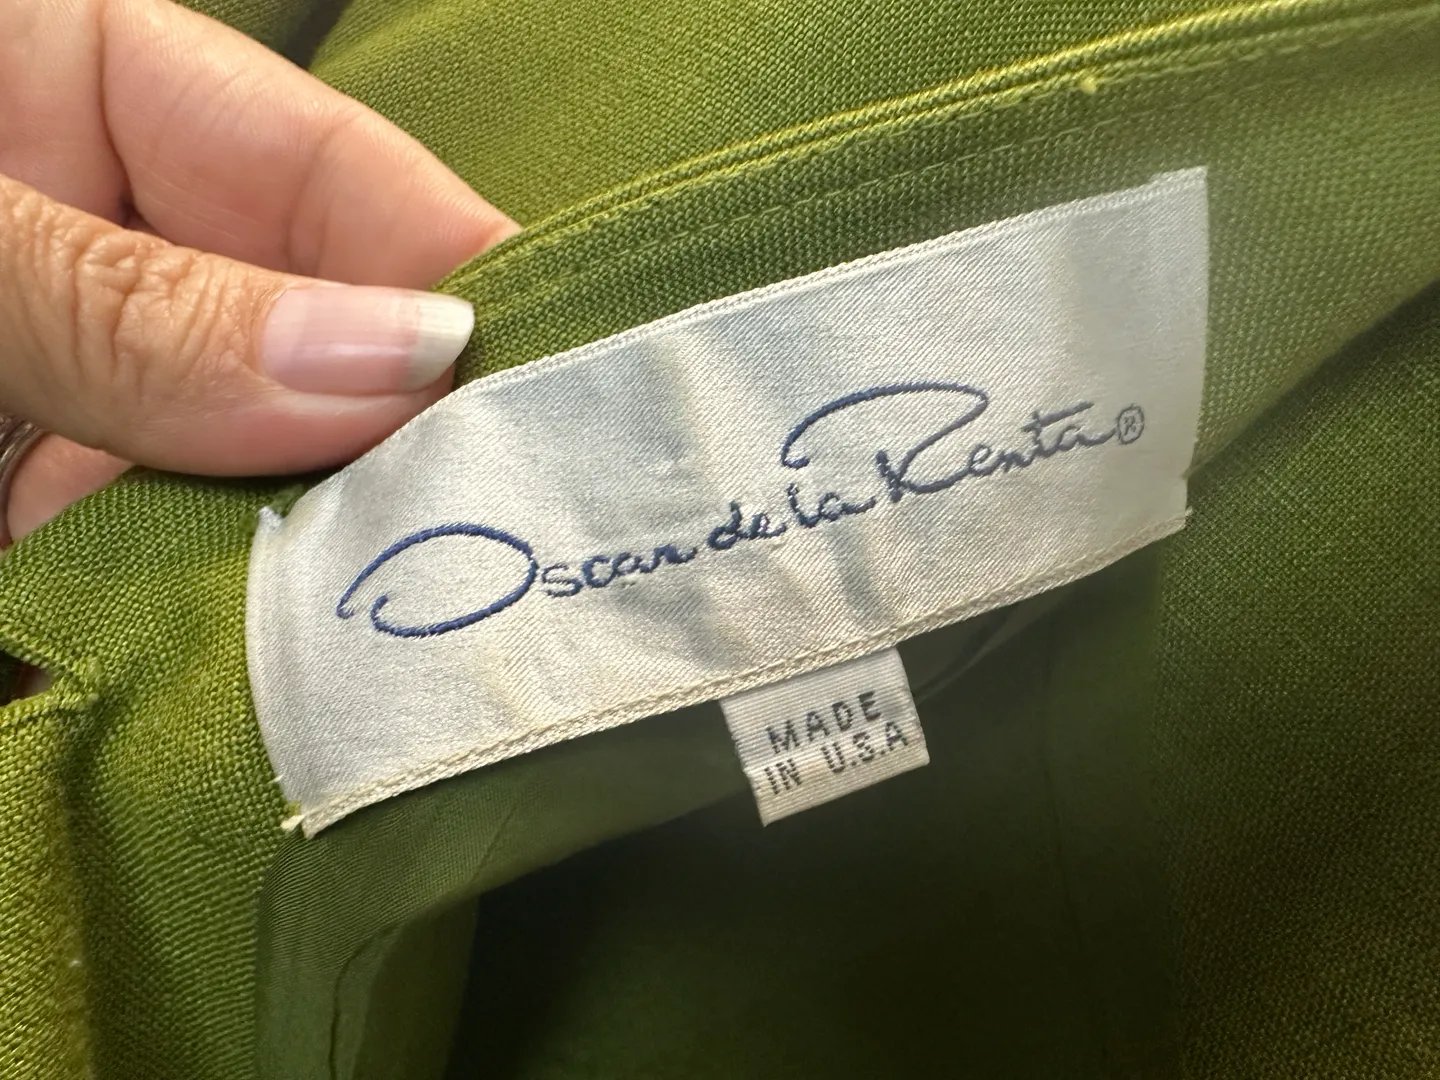 Oscar de la Renta®
MADE
IN U.S.A